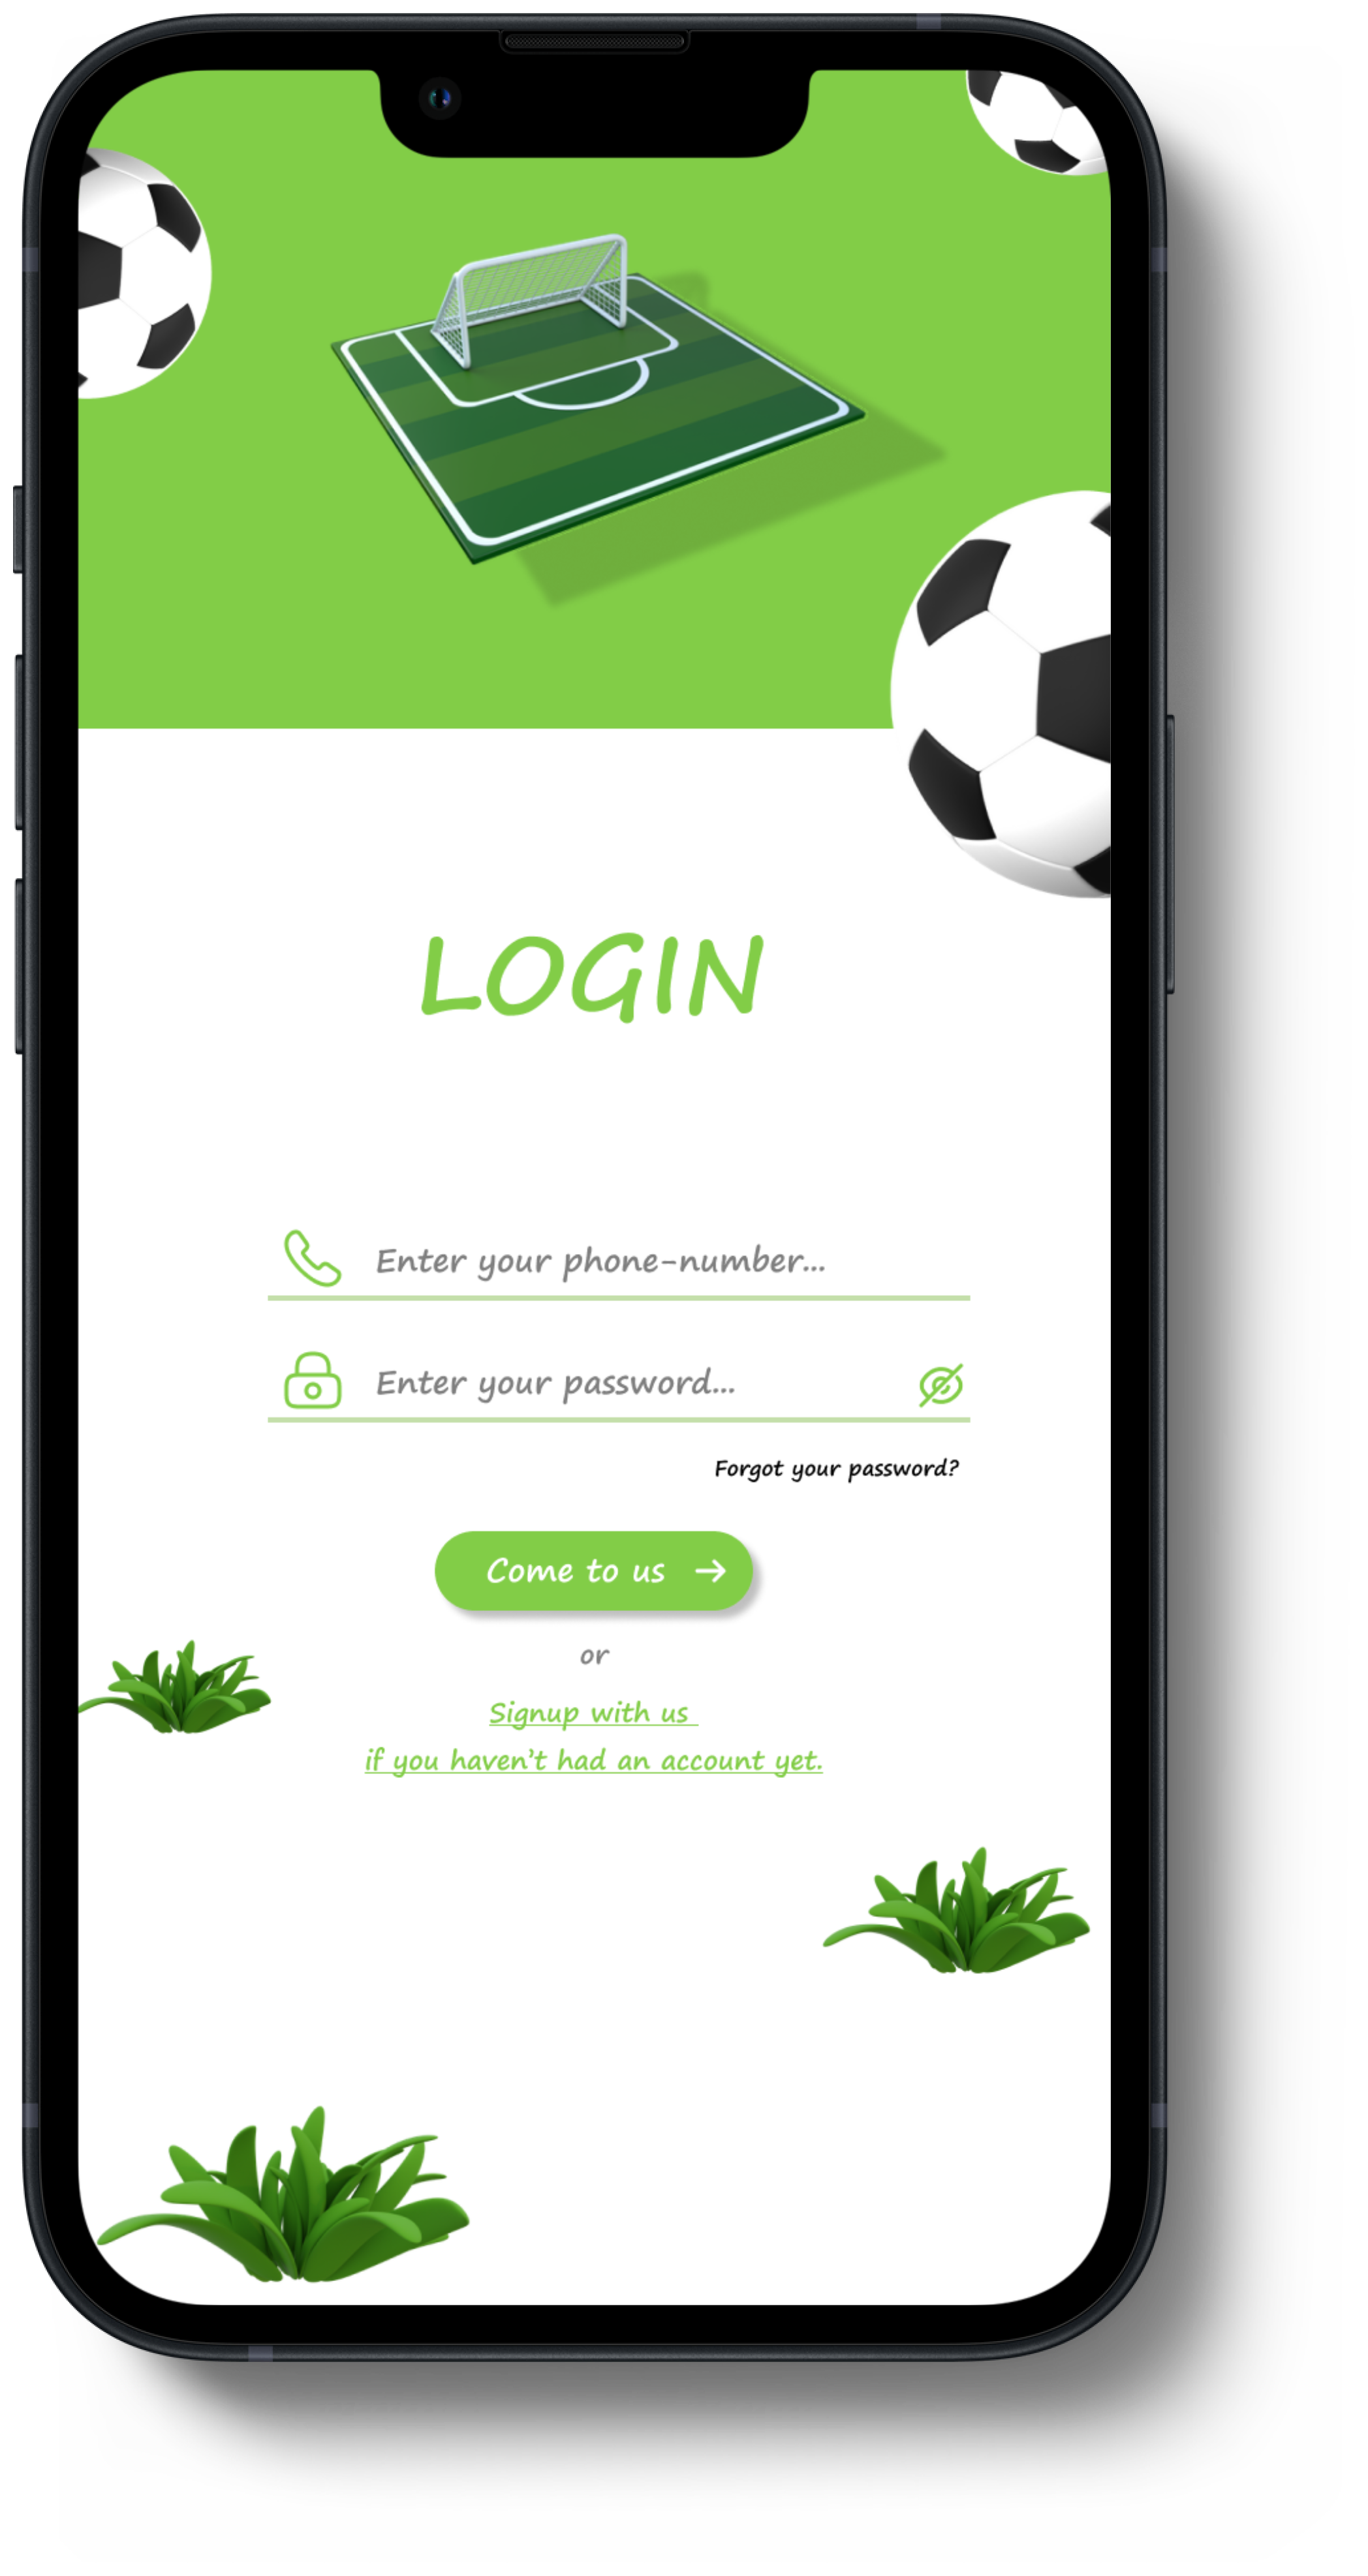 LOGIN
Enter your phone-number...
Enter your password...
Forgot your password?
Come to us →
or
Signup with us
if you haven't had an account yet.